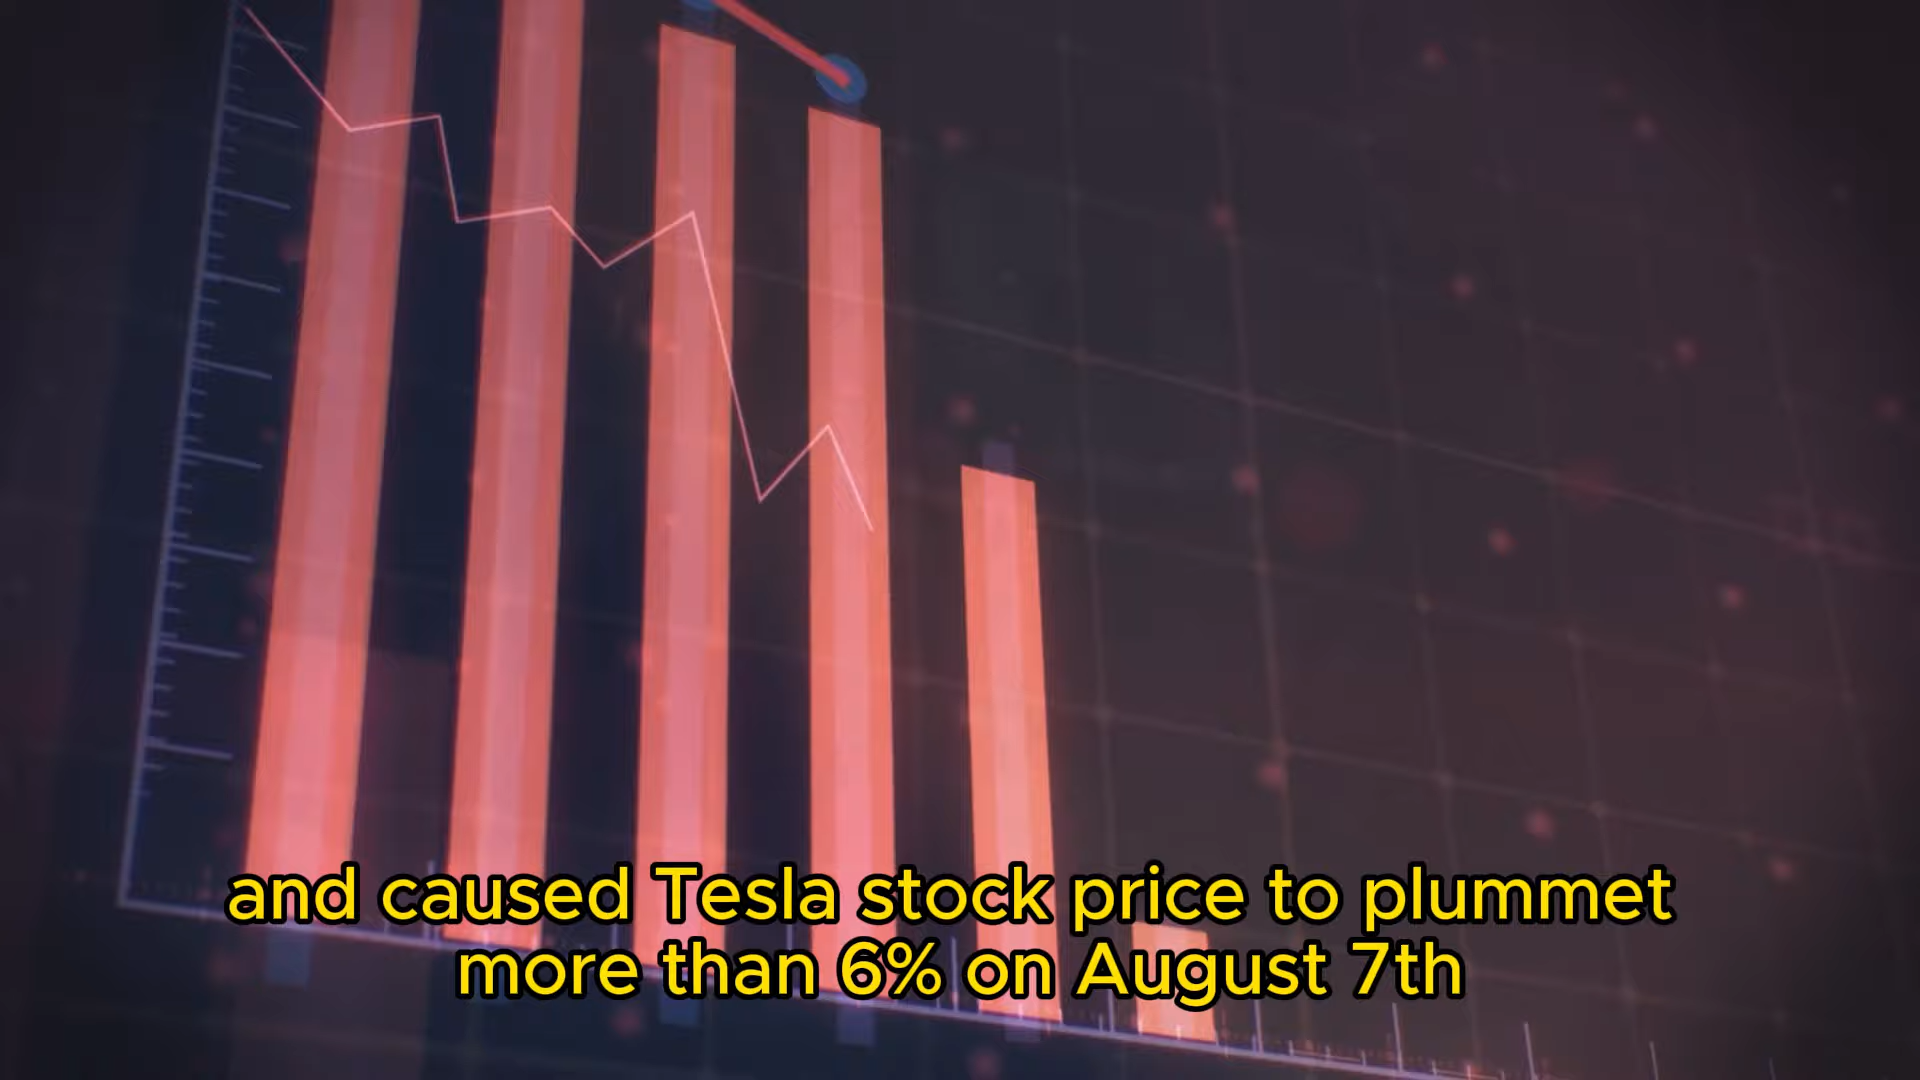 and caused Tesla stock price to plummet
more than 6% on August 7th